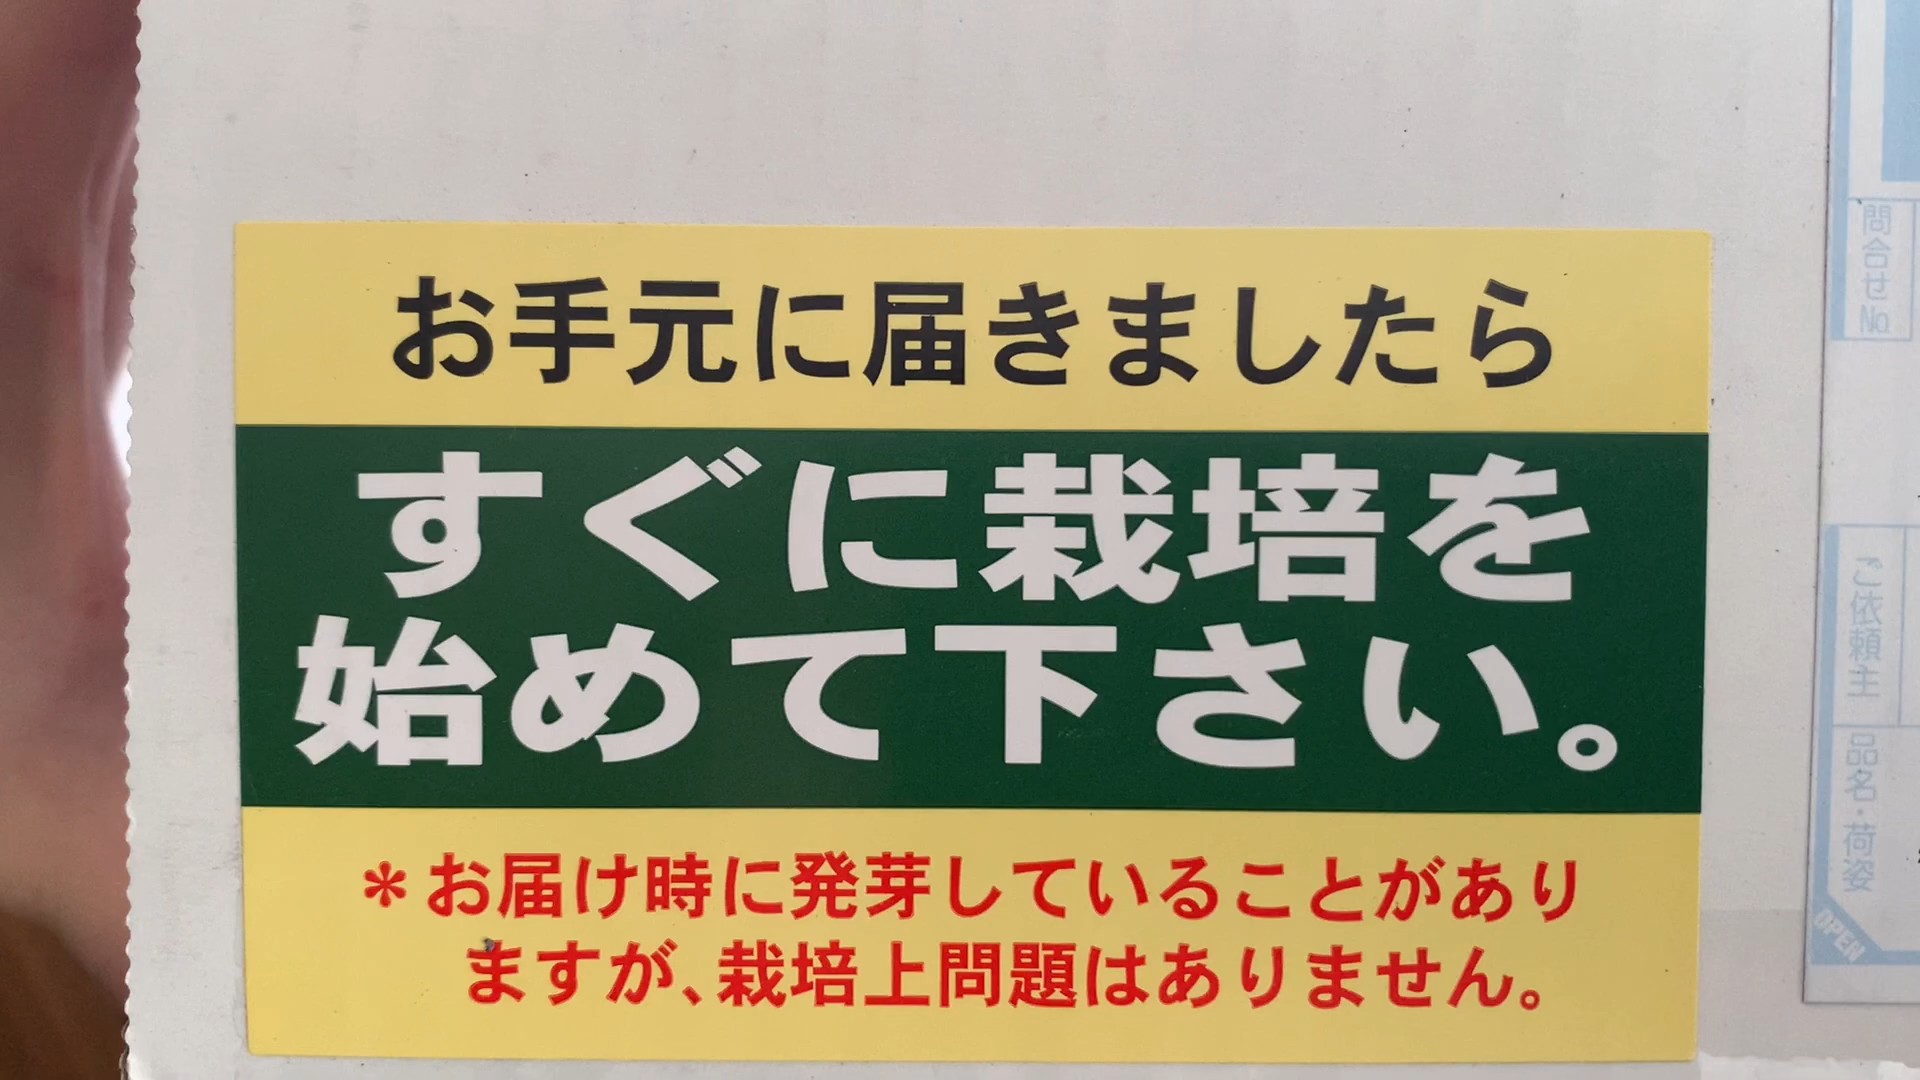 お手元に届きましたら
すぐに栽培を
始めて下さい。
＊お届け時に発芽していることがあり
ますが、栽培上問題はありません。
問合せNo.
ご依頼主
品名・荷姿
OPEN